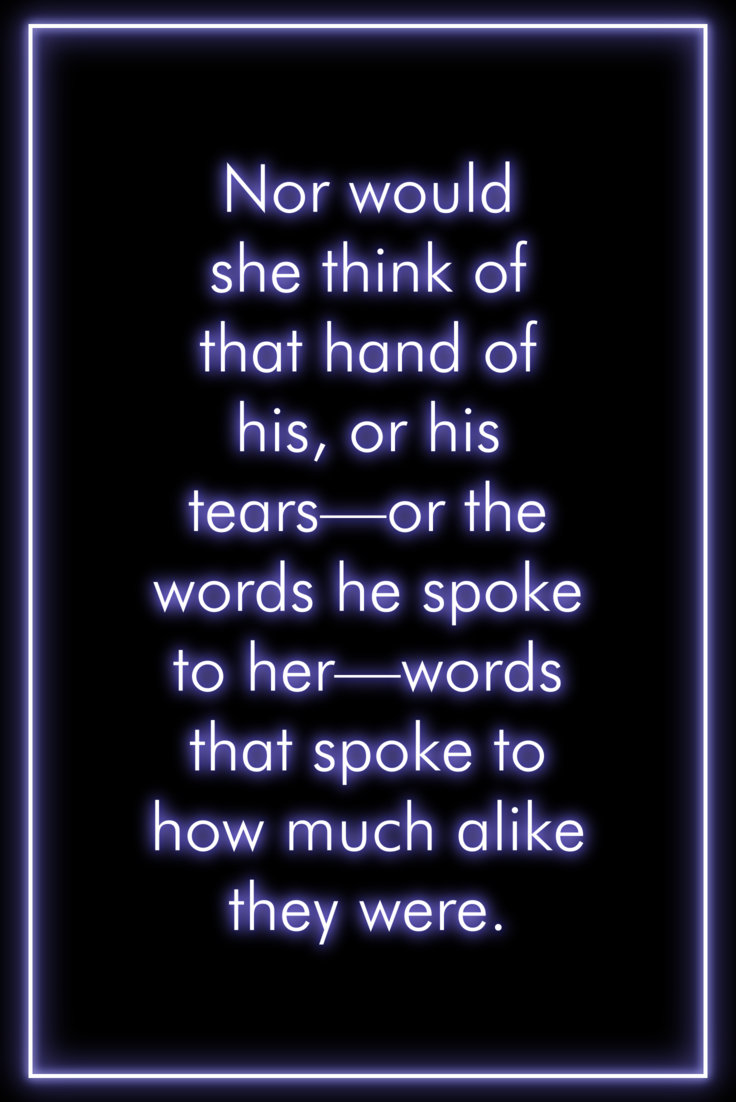 Nor would
she think of
that hand of
his, or his
tears—or the
words he spoke
to her—words
that spoke to
how much alike
they were.